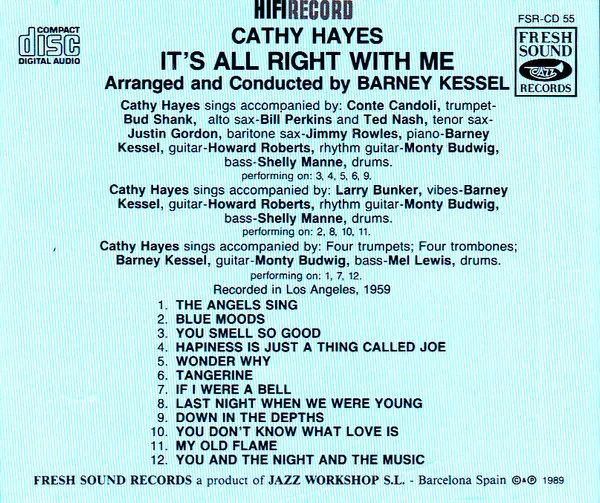 HIFIRECORD
COMPACT
disc
DIGITAL AUDIO
FSR-CD 55
FRESH
SOUND
JAZZ
RECORDS
CATHY HAYES
IT'S ALL RIGHT WITH ME
Arranged and Conducted by BARNEY KESSEL
Cathy Hayes sings accompanied by: Conte Candoli, trumpet-
Bud Shank, alto sax-Bill Perkins and Ted Nash, tenor sax-
Justin Gordon, baritone sax-Jimmy Rowles, piano-Barney
Kessel, guitar-Howard Roberts, rhythm guitar-Monty Budwig,
bass-Shelly Manne, drums.
performing on: 3, 4, 5, 6, 9.
Cathy Hayes sings accompanied by: Larry Bunker, vibes-Barney
Kessel, guitar-Howard Roberts, rhythm guitar-Monty Budwig,
bass-Shelly Manne, drums.
performing on: 2, 8, 10, 11.
Cathy Hayes sings accompanied by: Four trumpets; Four trombones;
Barney Kessel, guitar-Monty Budwig, bass-Mel Lewis, drums.
performing on: 1, 7, 12.
Recorded in Los Angeles, 1959
1. THE ANGELS SING
2. BLUE MOODS
3. YOU SMELL SO GOOD
4. HAPINESS IS JUST A THING CALLED JOE
5. WONDER WHY
6. TANGERINE
7. IF I WERE A BELL
8. LAST NIGHT WHEN WE WERE YOUNG
9. DOWN IN THE DEPTHS
10. YOU DON'T KNOW WHAT LOVE IS
11. MY OLD FLAME
12. YOU AND THE NIGHT AND THE MUSIC
FRESH SOUND RECORDS a product of JAZZ WORKSHOP S.L. - Barcelona Spain ©&℗ 1989